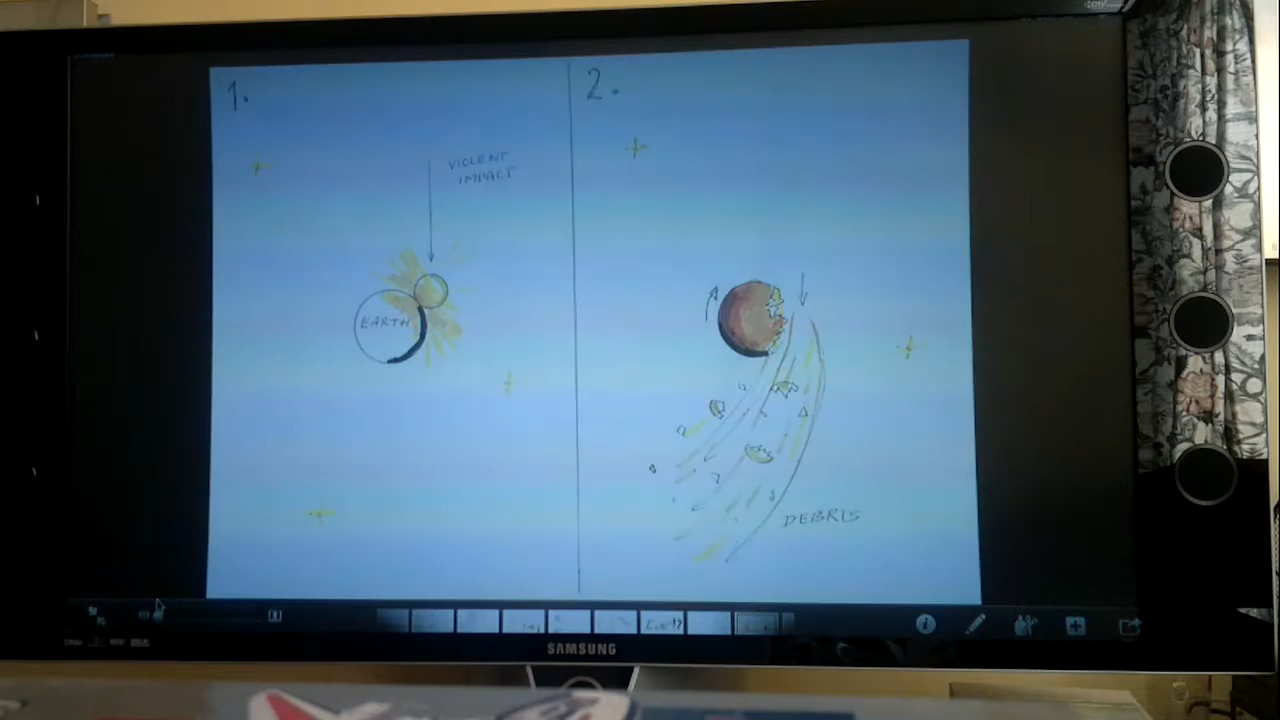 1.
2.
VIOLENT
IMPACT
EARTH
DEBRIS
SAMSUNG